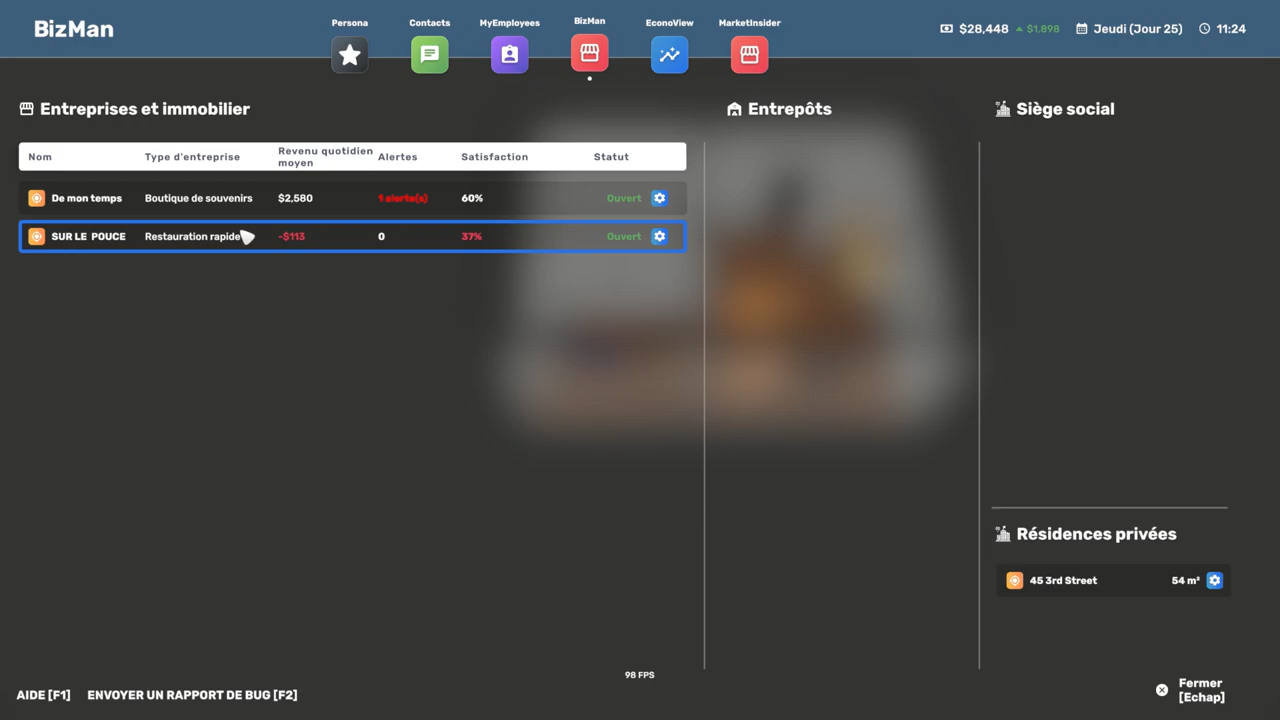 BizMan
Persona
Contacts
MyEmployees
BizMan
EconoView
MarketInsider
$28,448 ▲ $1,898
Jeudi (Jour 25)
11:24
Entreprises et immobilier
Entrepôts
Siège social
Nom Type d'entreprise Revenu quotidien moyen Alertes Satisfaction Statut
De mon temps Boutique de souvenirs $2,580 1 alerte(s) 60% Ouvert
SUR LE POUCE Restauration rapide -$113 0 37% Ouvert
Résidences privées
45 3rd Street 54 m²
98 FPS
AIDE [F1] ENVOYER UN RAPPORT DE BUG [F2]
Fermer
[Echap]